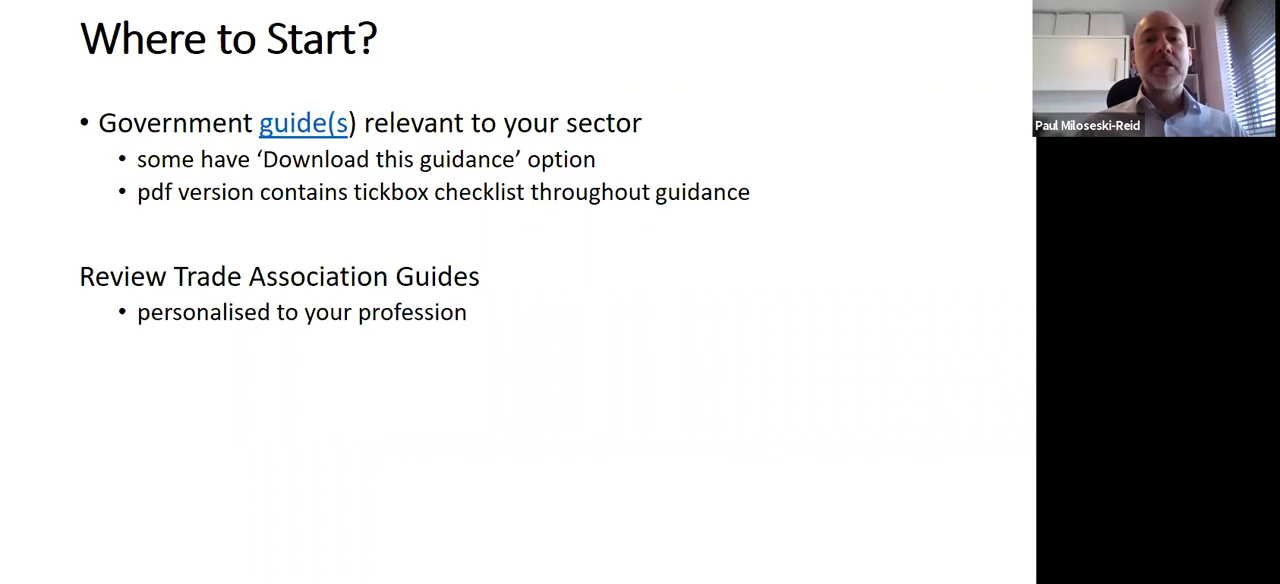 Where to Start?
• Government guide(s) relevant to your sector
• some have ‘Download this guidance’ option
• pdf version contains tickbox checklist throughout guidance
Review Trade Association Guides
• personalised to your profession
Paul Miloseski-Reid